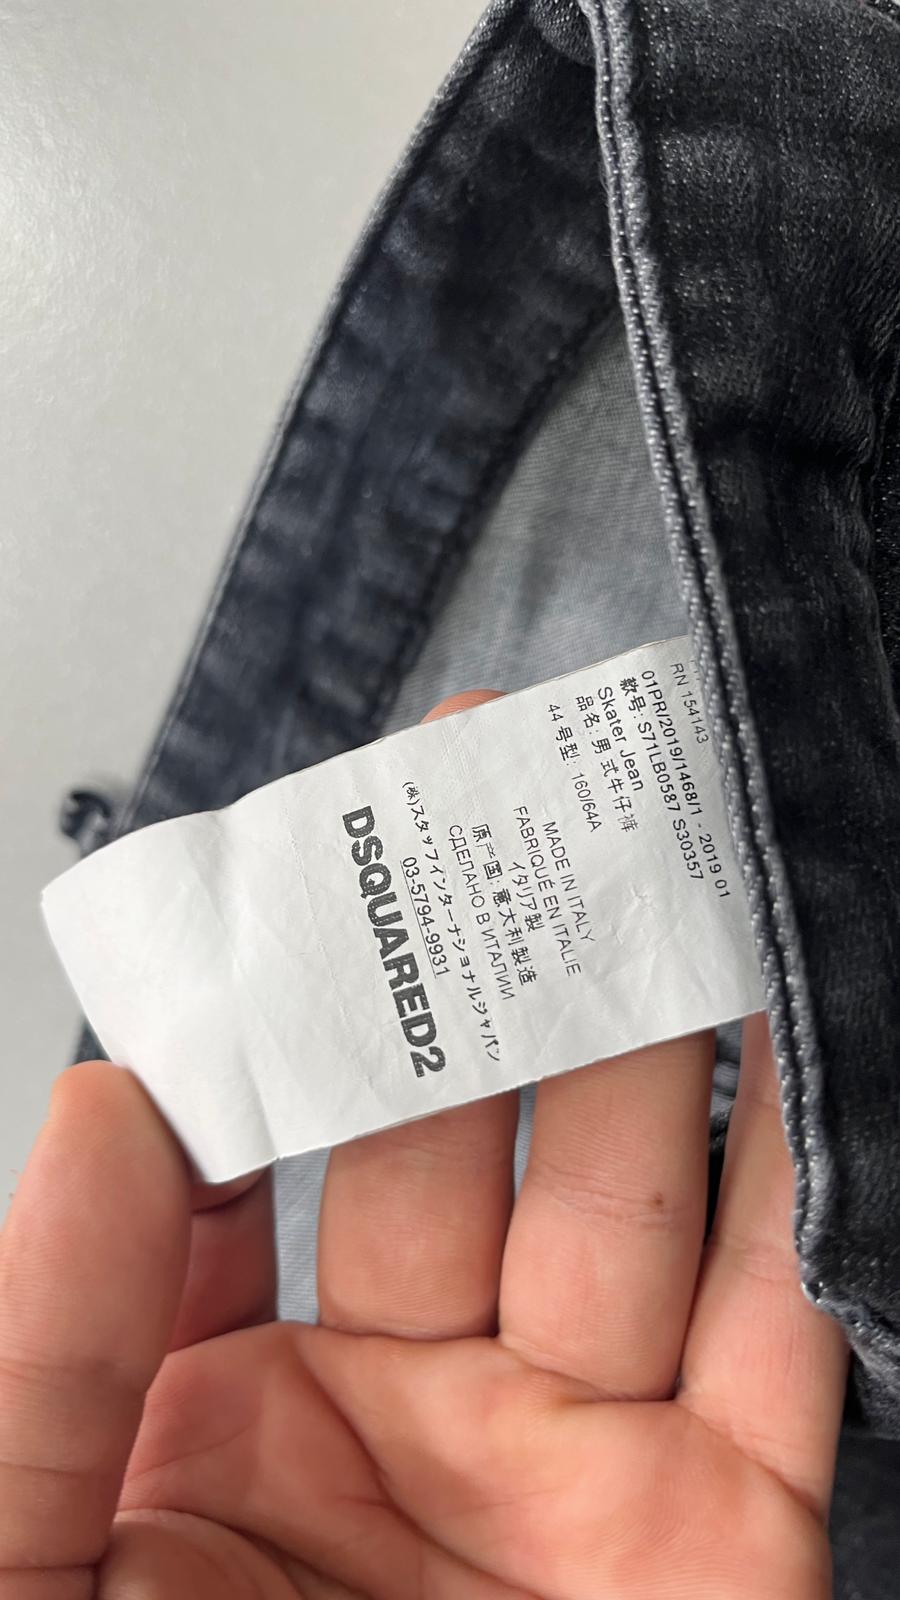 RN 154143
01PR/2019/1468/1 - 2019 01
款号: S71LB0587 S30357
Skater Jean
品名: 男式牛仔裤
44 号型: 160/64A
MADE IN ITALY
FABRIQUÉ EN ITALIE
イタリア製
原产国: 意大利製造
СДЕЛАНО В ИТАЛИИ
(株)スタッフインターナショナルジャパン
03-5794-9931
DSQUARED2